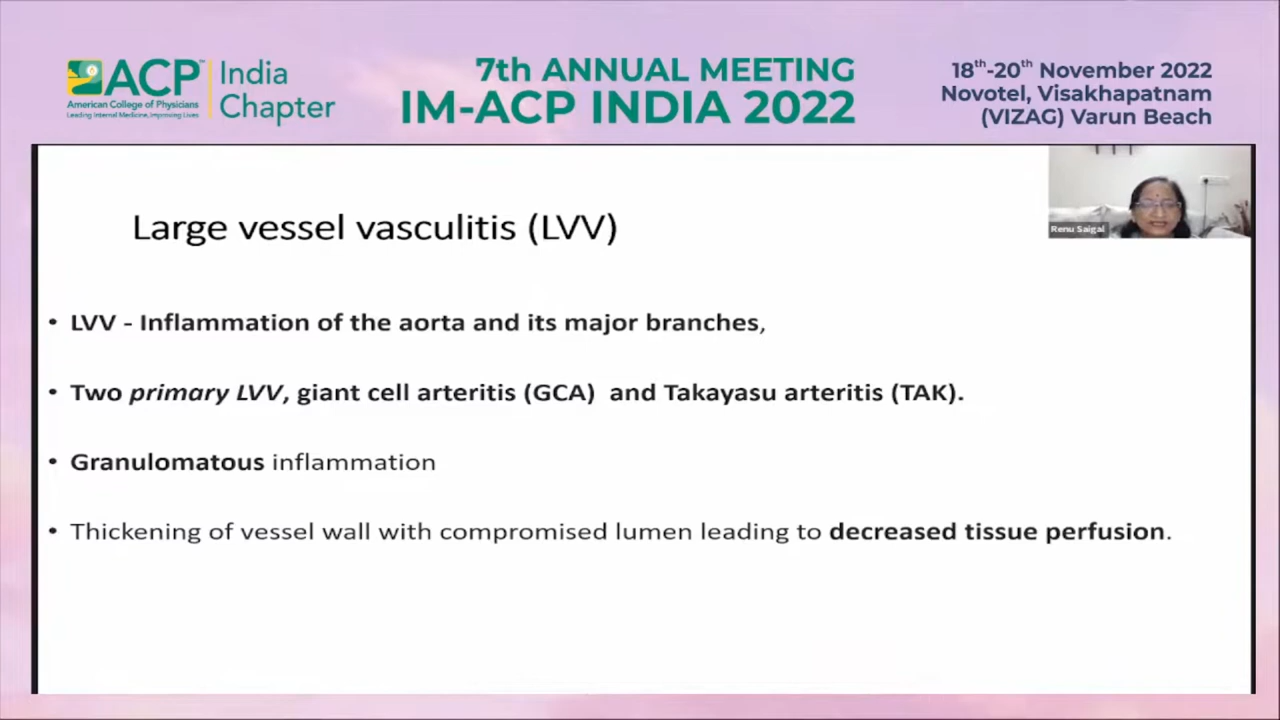 ACP™
American College of Physicians
Leading Internal Medicine, Improving Lives
India
Chapter
7th ANNUAL MEETING
IM-ACP INDIA 2022
18th-20th November 2022
Novotel, Visakhapatnam
(VIZAG) Varun Beach
Renu Saigal
Large vessel vasculitis (LVV)
• LVV - Inflammation of the aorta and its major branches,
• Two primary LVV, giant cell arteritis (GCA) and Takayasu arteritis (TAK).
• Granulomatous inflammation
• Thickening of vessel wall with compromised lumen leading to decreased tissue perfusion.